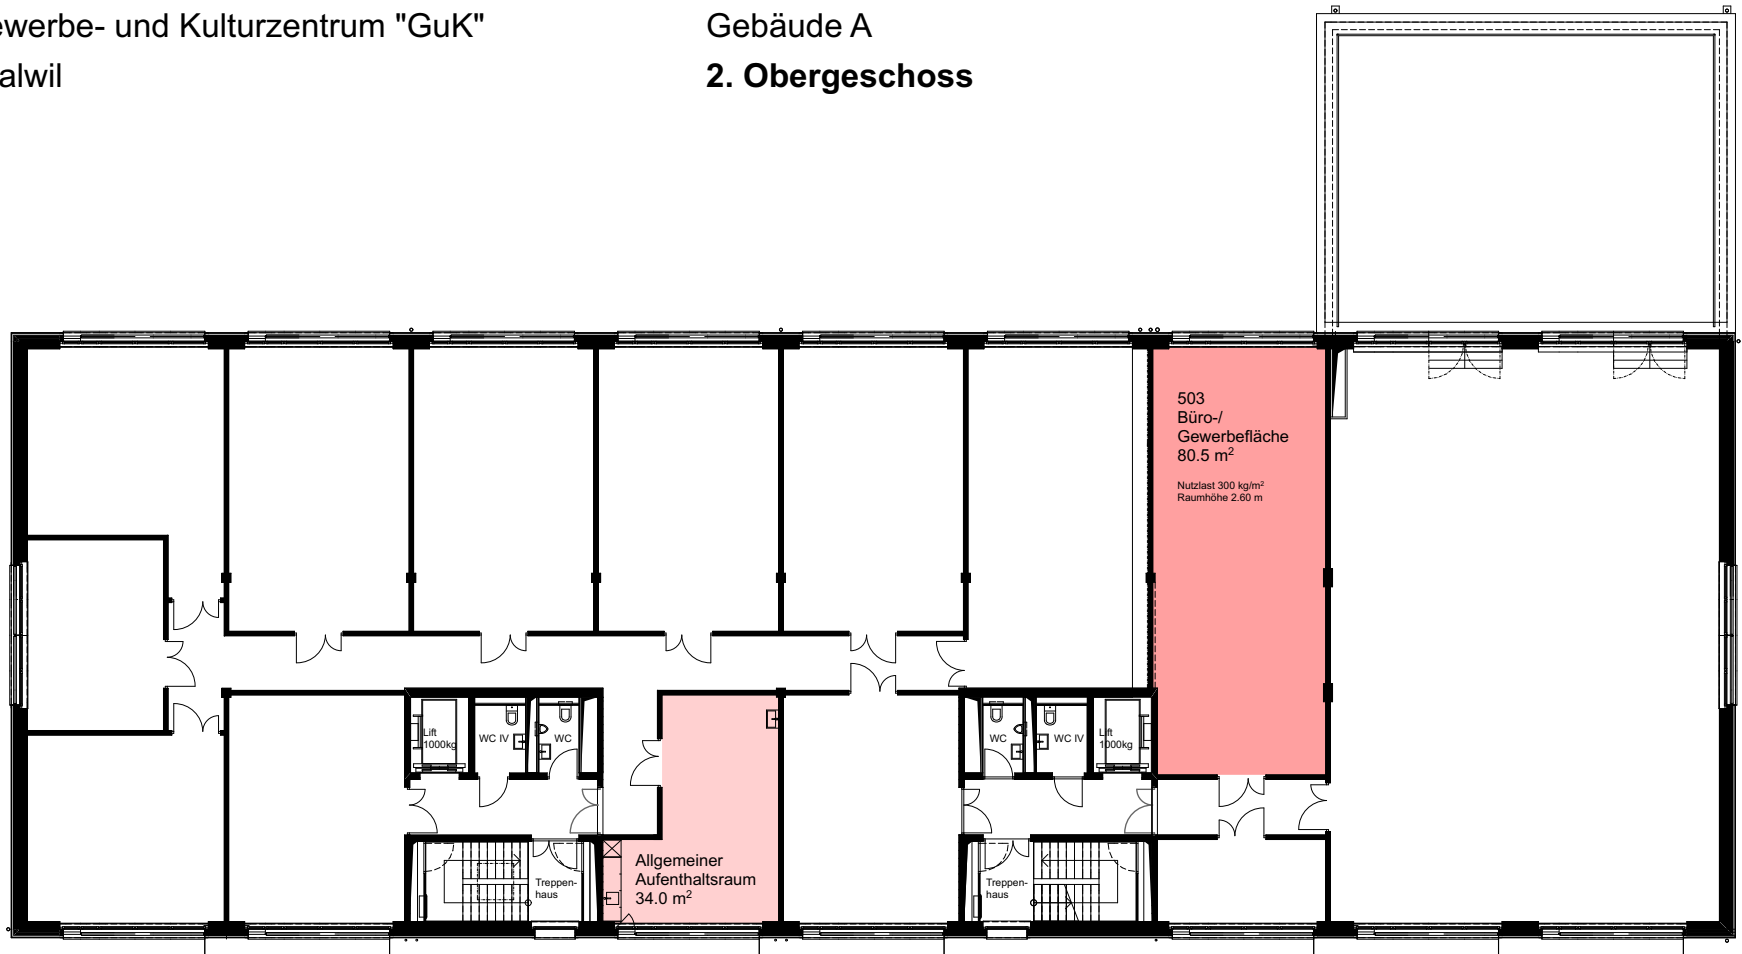 ewerbe- und Kulturzentrum "GuK"
alwil
Gebäude A
2. Obergeschoss
503
Büro-/
Gewerbefläche
80.5 m²
Nutzlast 300 kg/m²
Raumhöhe 2.60 m
Lift
1000kg
WC IV
WC
WC
WC IV
Lift
1000kg
Allgemeiner
Aufenthaltsraum
34.0 m²
Treppen-
haus
Treppen-
haus